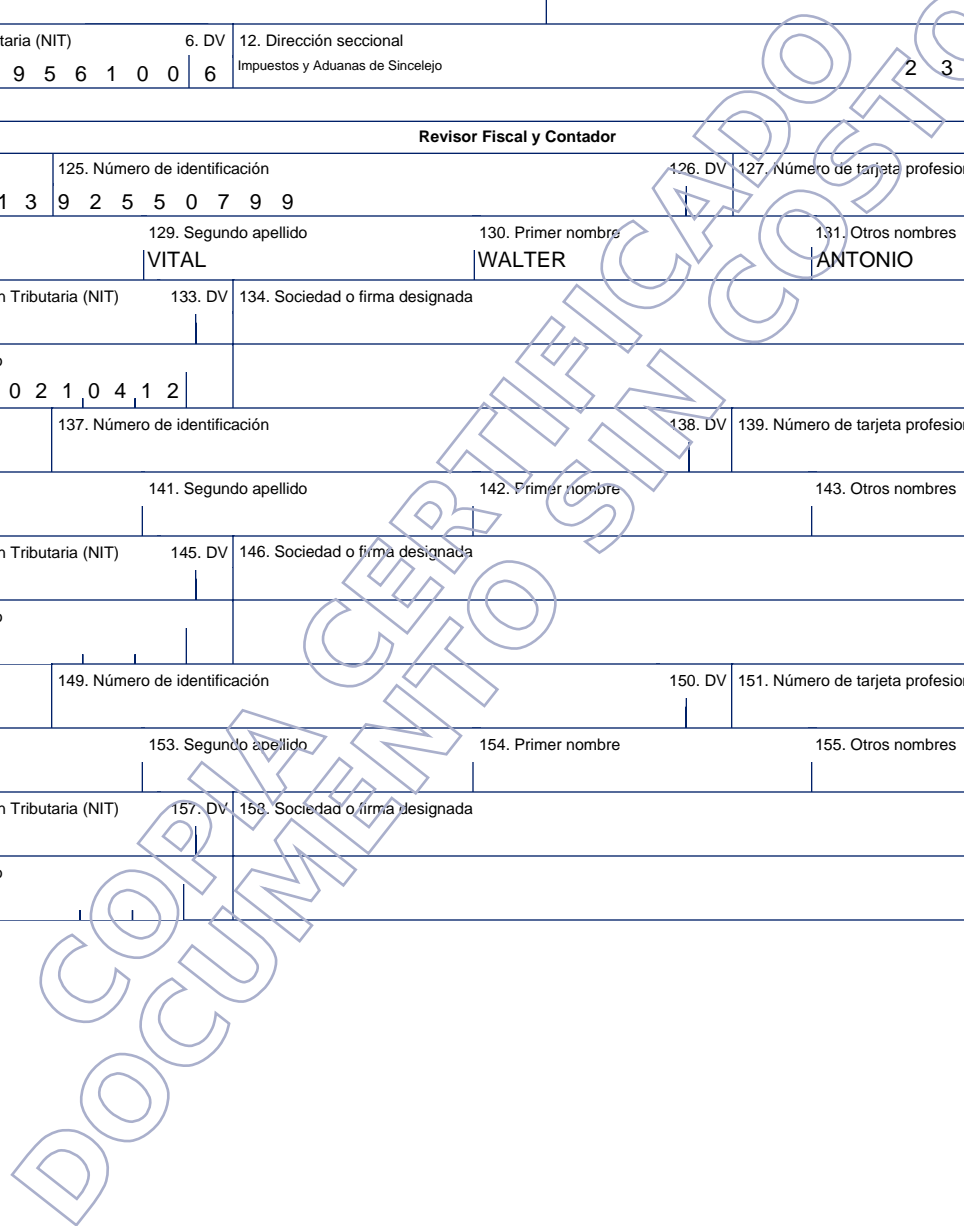 taria (NIT) 6. DV 12. Dirección seccional
9 5 6 1 0 0 6 Impuestos y Aduanas de Sincelejo 2 3
Revisor Fiscal y Contador
125. Número de identificación 126. DV 127. Número de tarjeta profesion
1 3 9 2 5 5 0 7 9 9
129. Segundo apellido 130. Primer nombre 131. Otros nombres
VITAL WALTER ANTONIO
n Tributaria (NIT) 133. DV 134. Sociedad o firma designada
o
0 2 1 0 4 1 2
137. Número de identificación 138. DV 139. Número de tarjeta profesion
141. Segundo apellido 142. Primer nombre 143. Otros nombres
n Tributaria (NIT) 145. DV 146. Sociedad o firma designada
o
149. Número de identificación 150. DV 151. Número de tarjeta profesion
153. Segundo apellido 154. Primer nombre 155. Otros nombres
n Tributaria (NIT) 157. DV 158. Sociedad o firma designada
o
COPIA CERTIFICADO
DOCUMENTO SIN COSTO